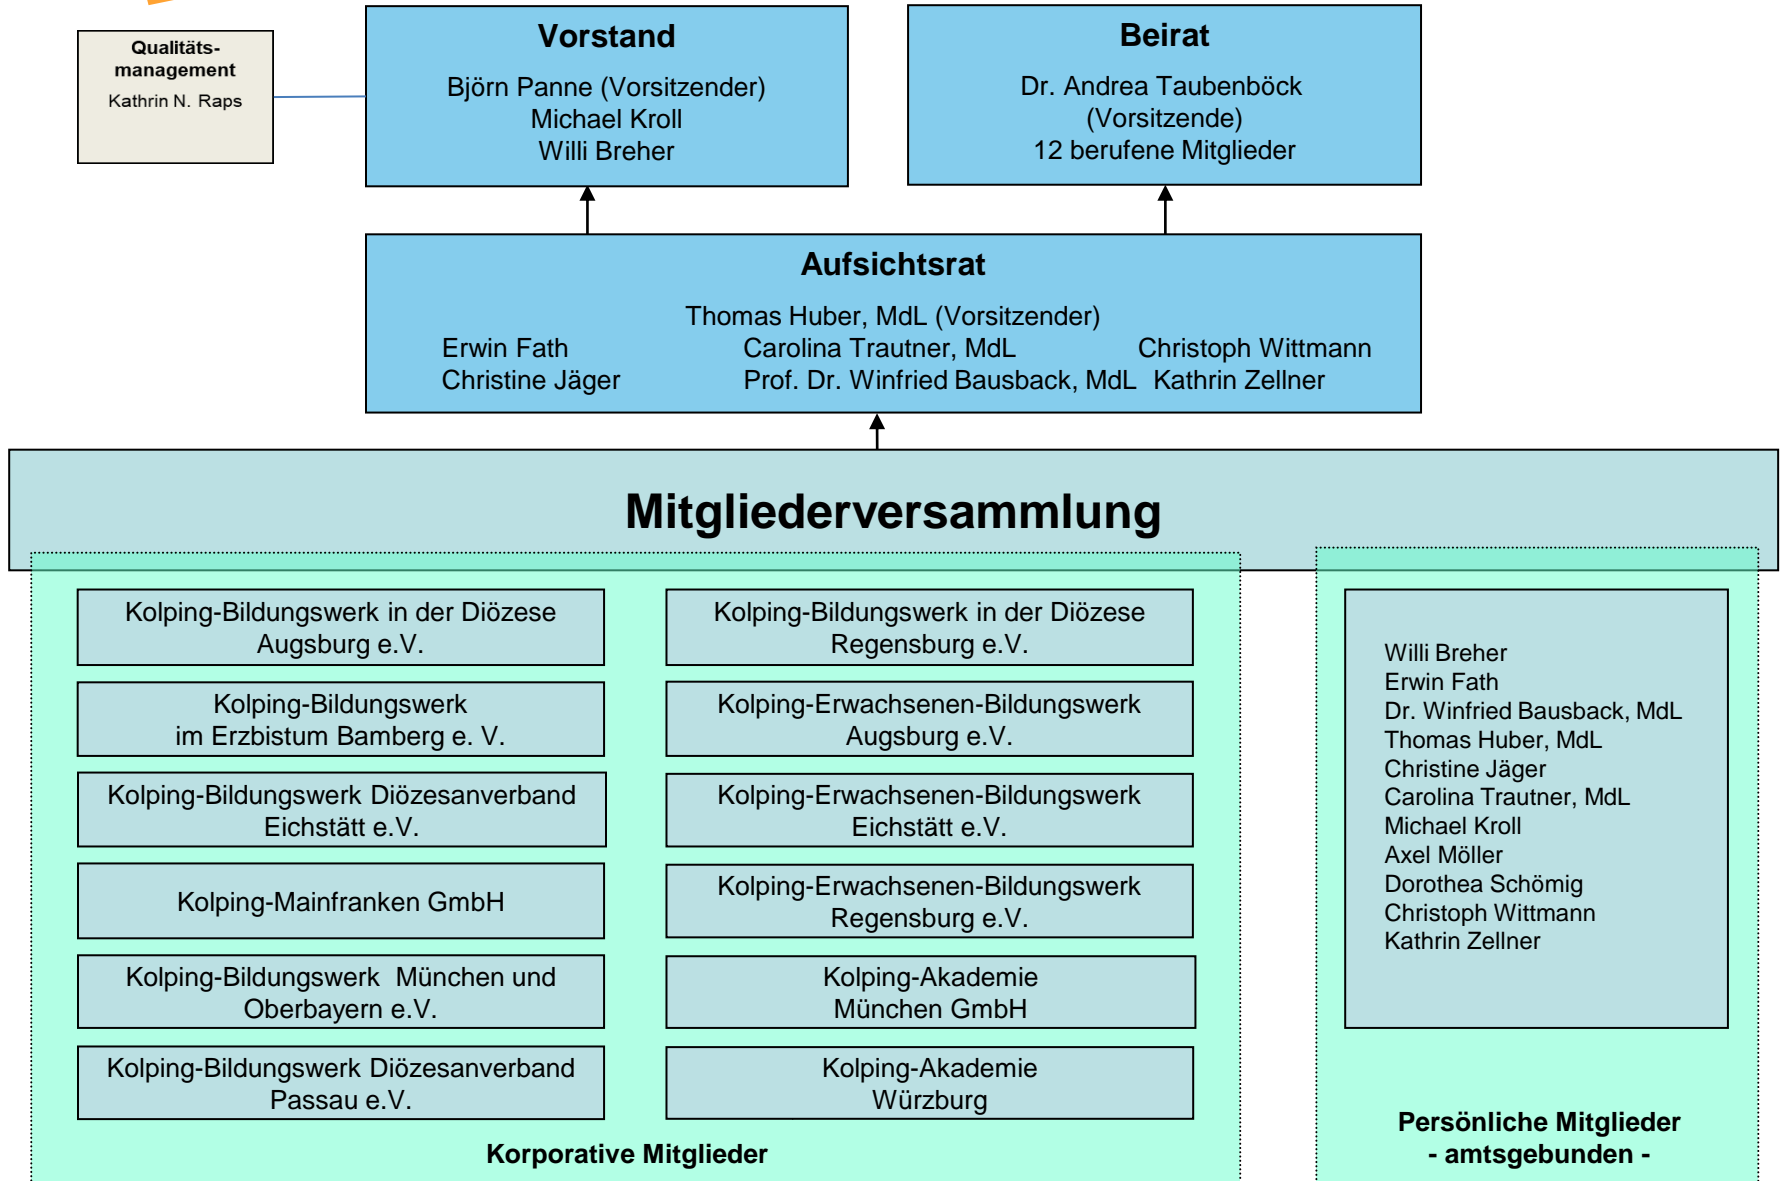 Qualitäts-
management
Kathrin N. Raps
Vorstand
Björn Panne (Vorsitzender)
Michael Kroll
Willi Breher
Beirat
Dr. Andrea Taubenböck
(Vorsitzende)
12 berufene Mitglieder
Aufsichtsrat
Thomas Huber, MdL (Vorsitzender)
Erwin Fath Carolina Trautner, MdL Christoph Wittmann
Christine Jäger Prof. Dr. Winfried Bausback, MdL Kathrin Zellner
Mitgliederversammlung
Kolping-Bildungswerk in der Diözese
Augsburg e.V.
Kolping-Bildungswerk
im Erzbistum Bamberg e. V.
Kolping-Bildungswerk Diözesanverband
Eichstätt e.V.
Kolping-Mainfranken GmbH
Kolping-Bildungswerk München und
Oberbayern e.V.
Kolping-Bildungswerk Diözesanverband
Passau e.V.
Kolping-Bildungswerk in der Diözese
Regensburg e.V.
Kolping-Erwachsenen-Bildungswerk
Augsburg e.V.
Kolping-Erwachsenen-Bildungswerk
Eichstätt e.V.
Kolping-Erwachsenen-Bildungswerk
Regensburg e.V.
Kolping-Akademie
München GmbH
Kolping-Akademie
Würzburg
Korporative Mitglieder
Willi Breher
Erwin Fath
Dr. Winfried Bausback, MdL
Thomas Huber, MdL
Christine Jäger
Carolina Trautner, MdL
Michael Kroll
Axel Möller
Dorothea Schömig
Christoph Wittmann
Kathrin Zellner
Persönliche Mitglieder
- amtsgebunden -